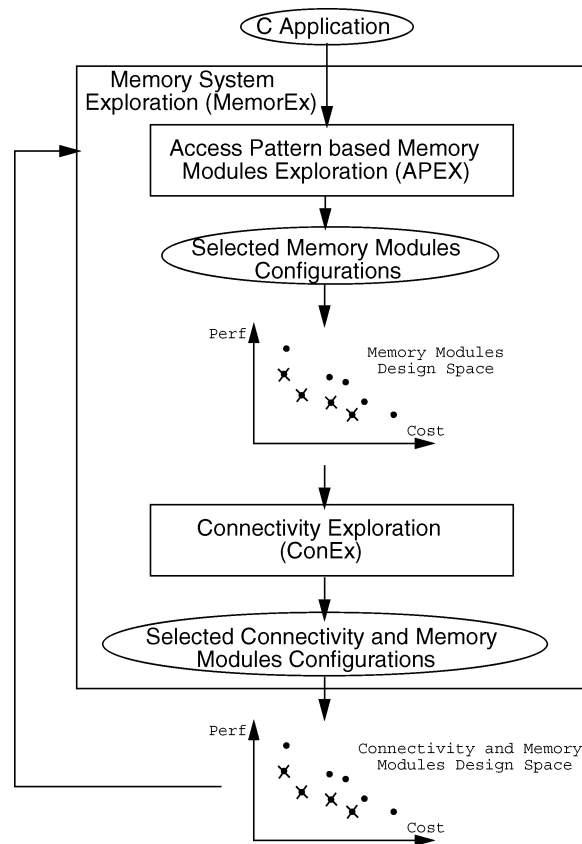 C Application
Memory System
Exploration (MemorEx)
Access Pattern based Memory
Modules Exploration (APEX)
Selected Memory Modules
Configurations
Perf
Memory Modules
Design Space
Cost
Connectivity Exploration
(ConEx)
Selected Connectivity and Memory
Modules Configurations
Perf
Connectivity and Memory
Modules Design Space
Cost